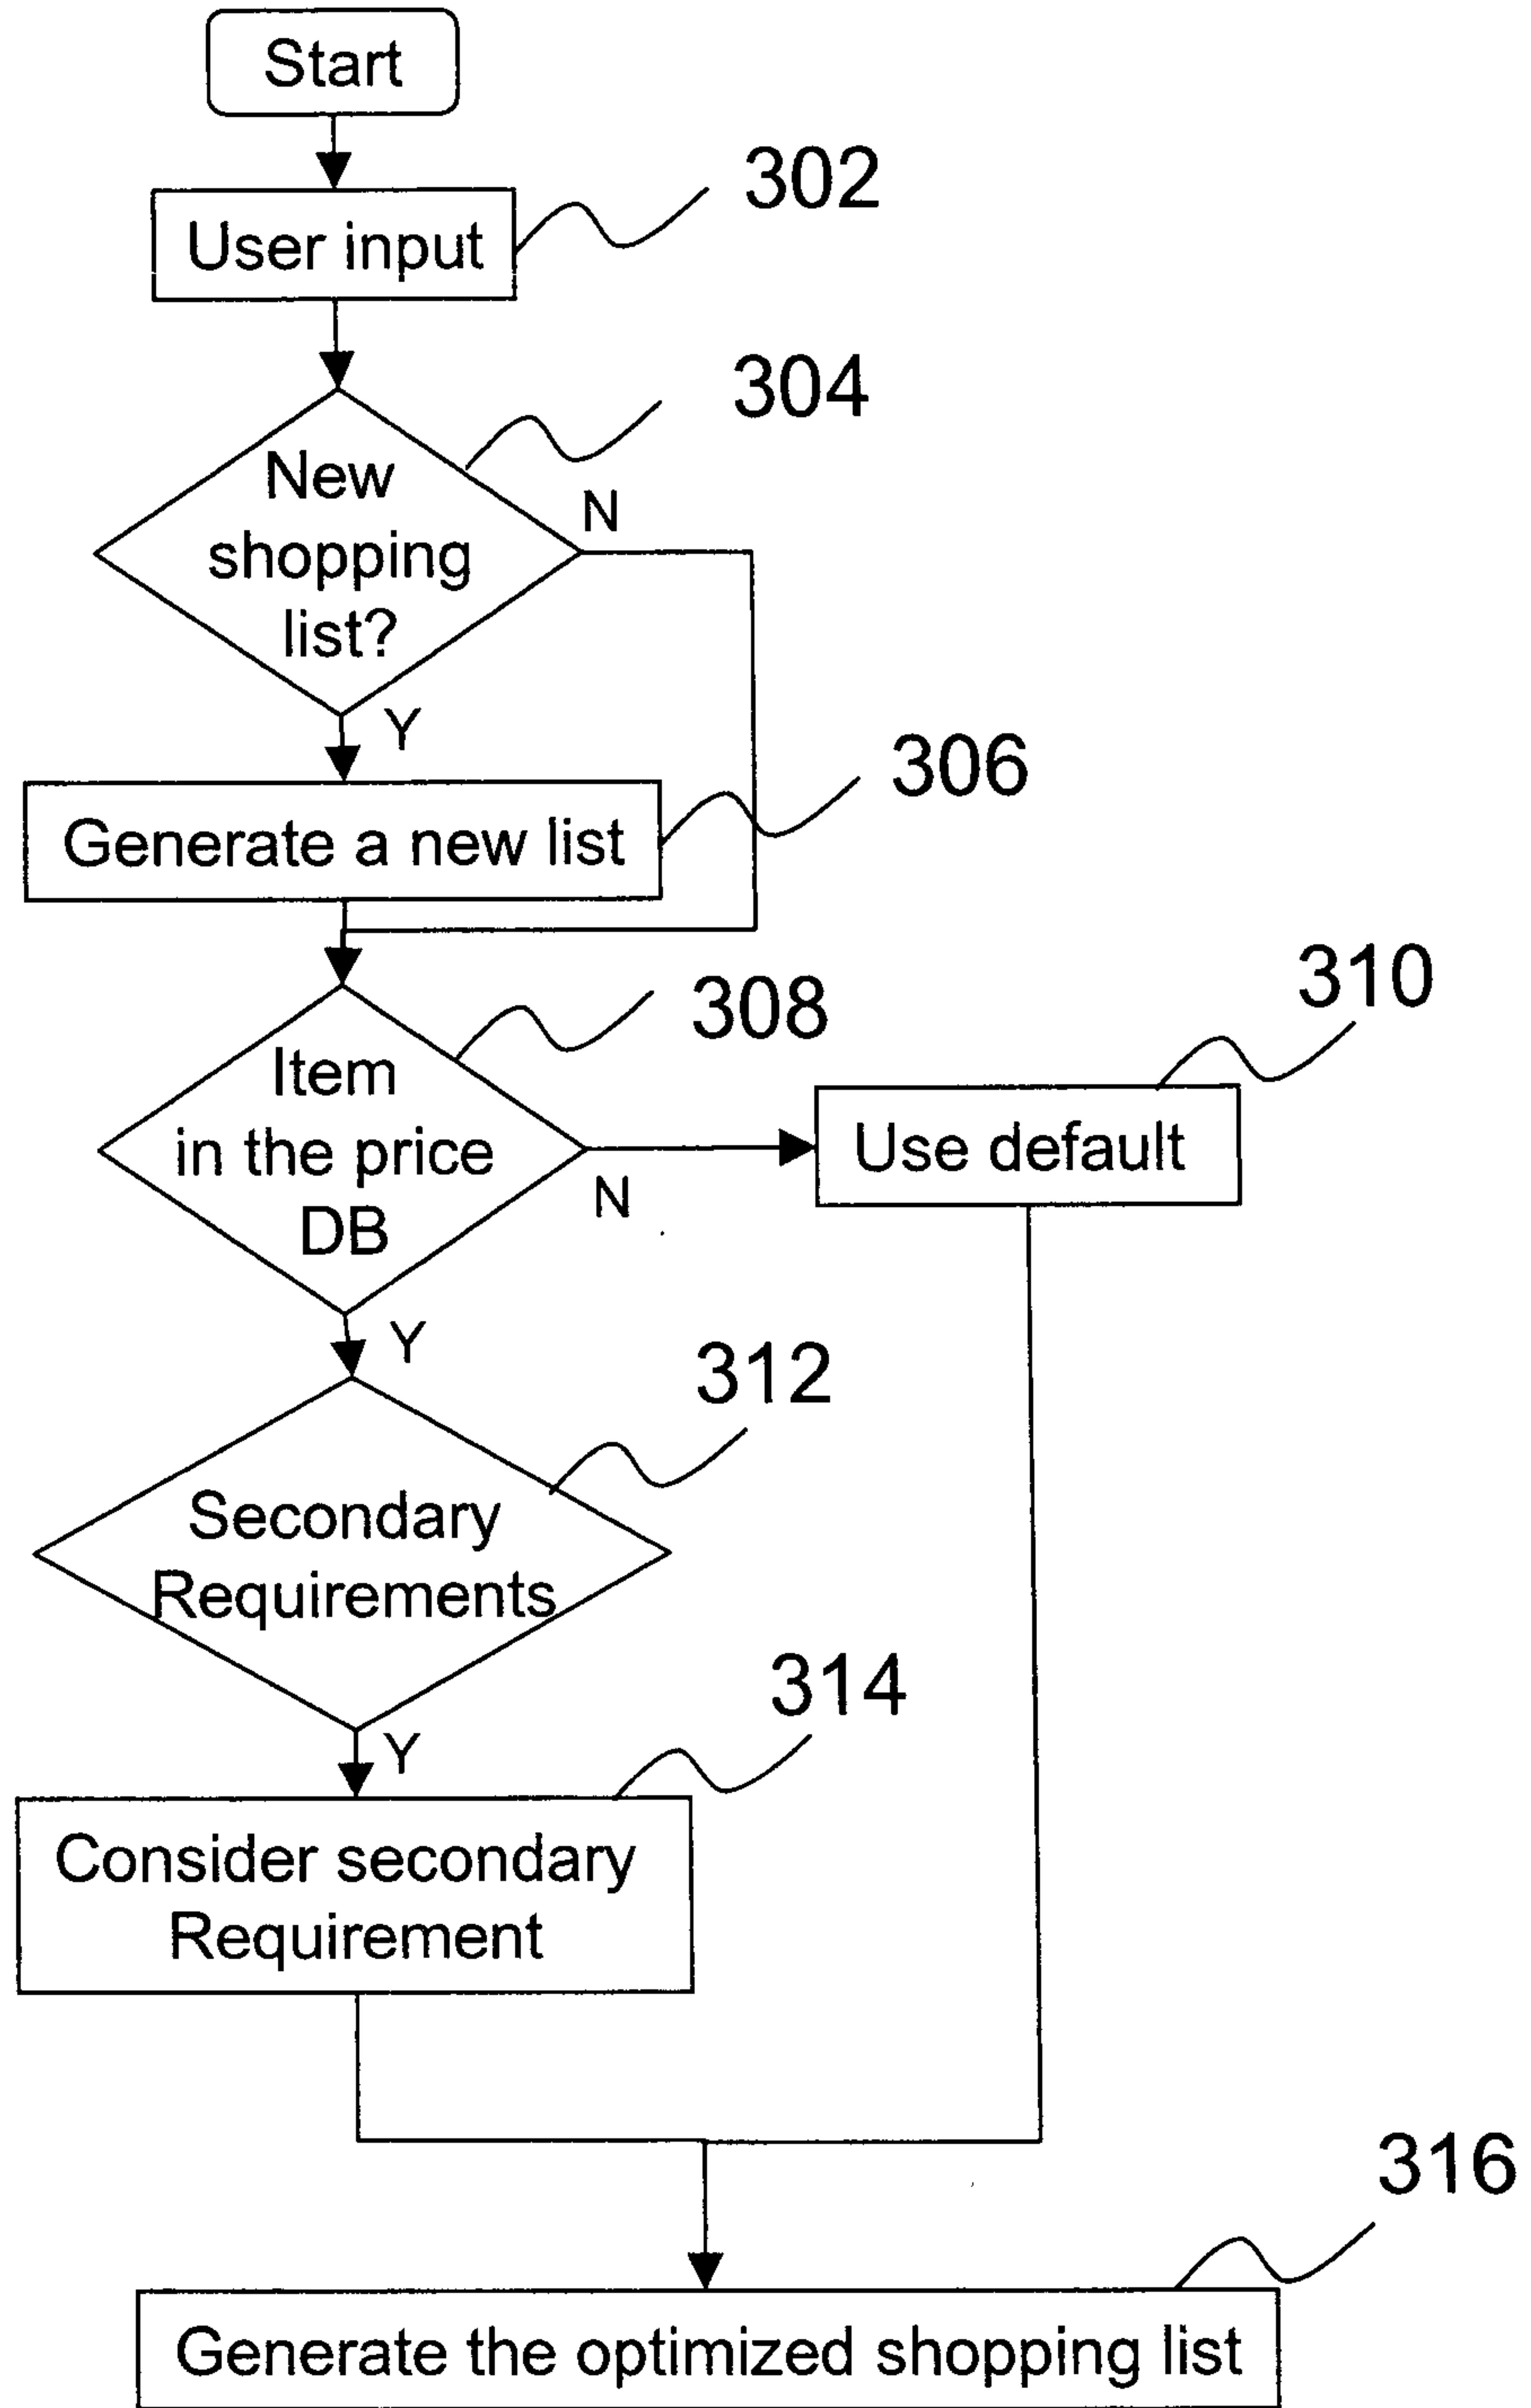 Start
302
User input
304
New
shopping
list?
N
Y
306
Generate a new list
308
310
Item
in the price
DB
N
Use default
Y
312
Secondary
Requirements
314
Y
Consider secondary
Requirement
316
Generate the optimized shopping list